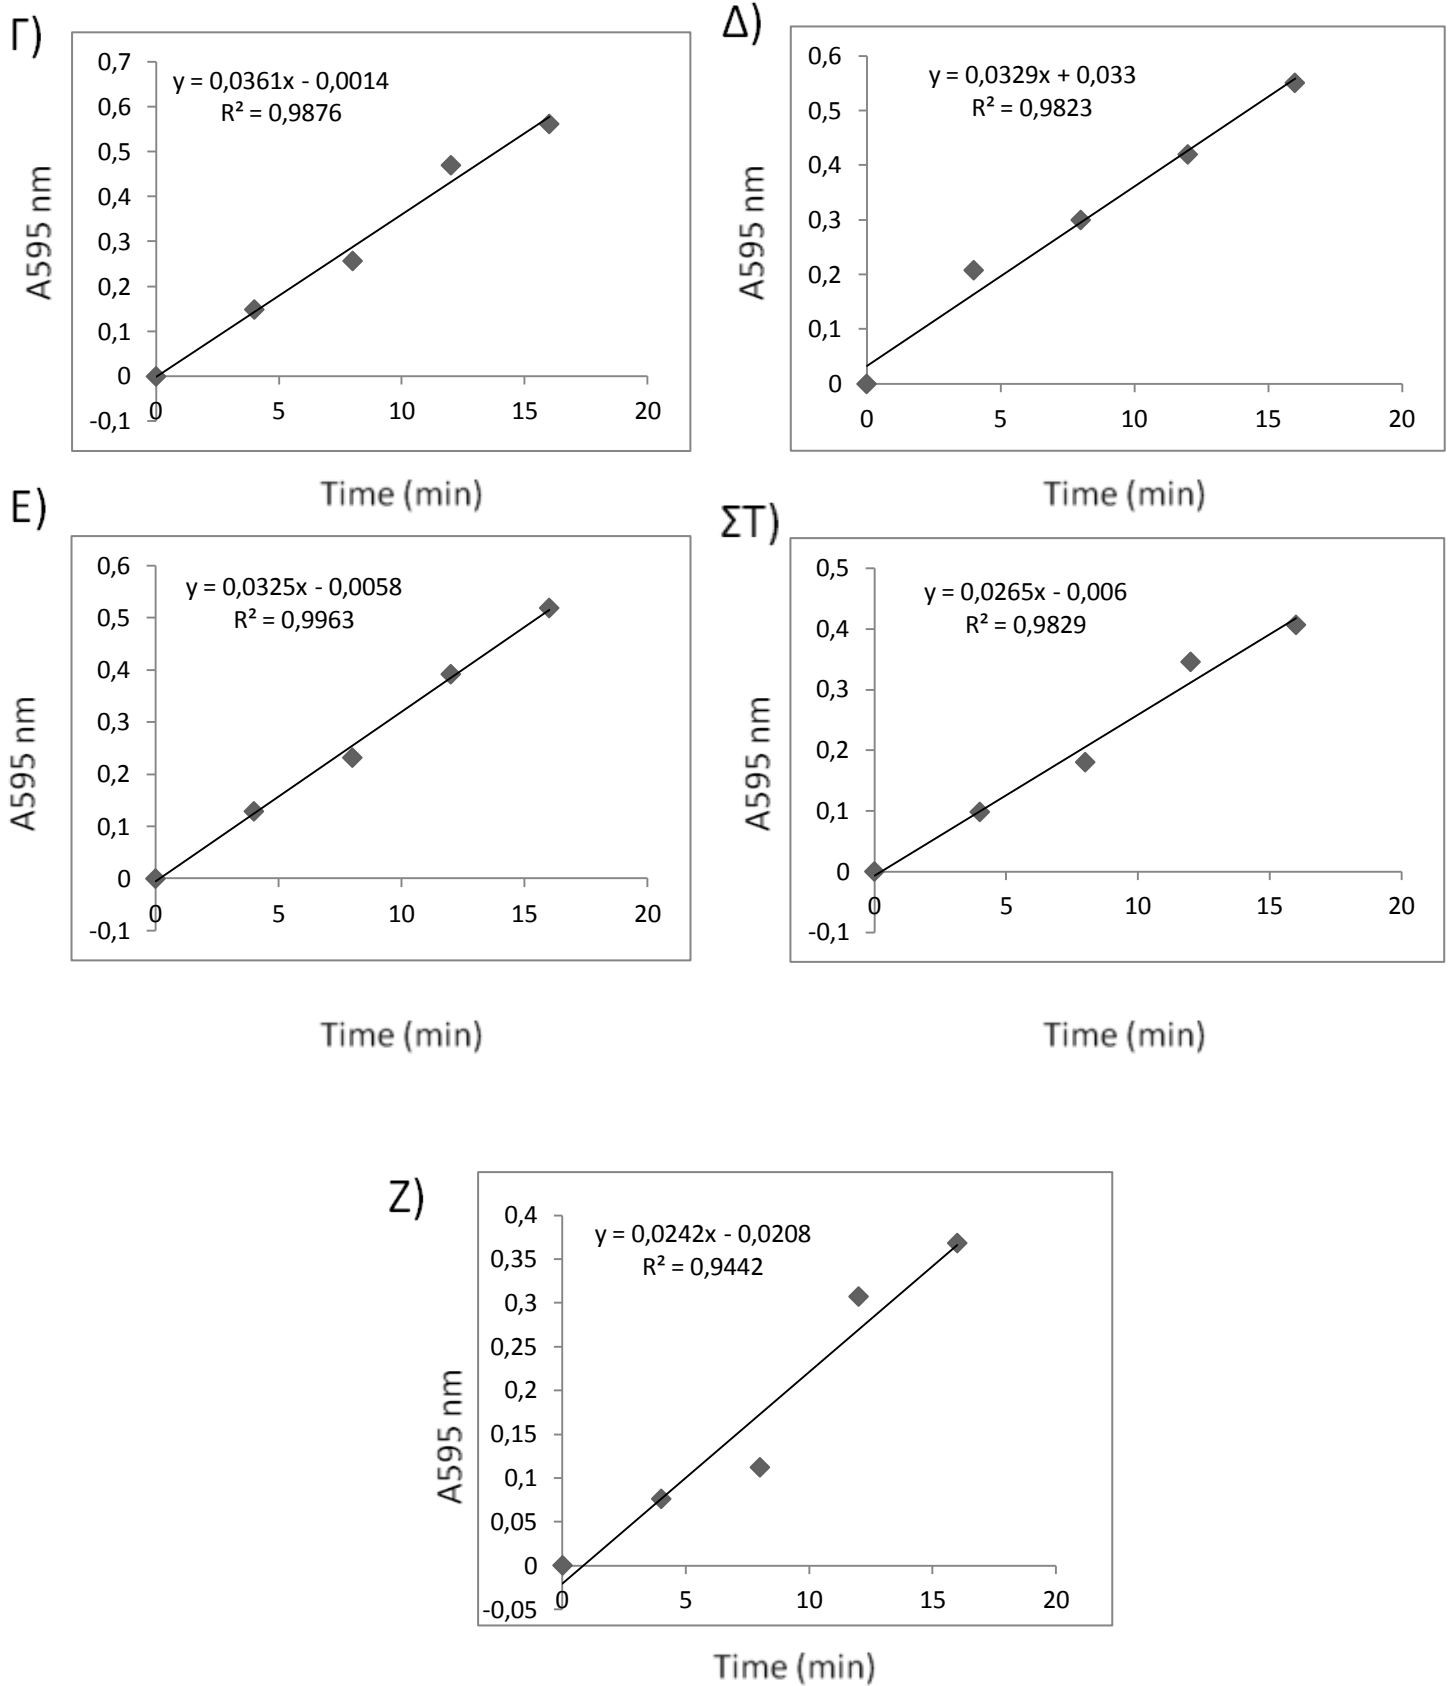 Γ)
y = 0,0361x - 0,0014
R² = 0,9876
0,7
0,6
0,5
0,4
0,3
0,2
0,1
0
-0,1
0 5 10 15 20
A595 nm
Time (min)
Δ)
y = 0,0329x + 0,033
R² = 0,9823
0,6
0,5
0,4
0,3
0,2
0,1
0
0 5 10 15 20
A595 nm
Time (min)
Ε)
y = 0,0325x - 0,0058
R² = 0,9963
0,6
0,5
0,4
0,3
0,2
0,1
0
-0,1
0 5 10 15 20
A595 nm
Time (min)
ΣΤ)
y = 0,0265x - 0,006
R² = 0,9829
0,5
0,4
0,3
0,2
0,1
0
-0,1
0 5 10 15 20
A595 nm
Time (min)
Ζ)
y = 0,0242x - 0,0208
R² = 0,9442
0,4
0,35
0,3
0,25
0,2
0,15
0,1
0,05
0
-0,05
0 5 10 15 20
A595 nm
Time (min)